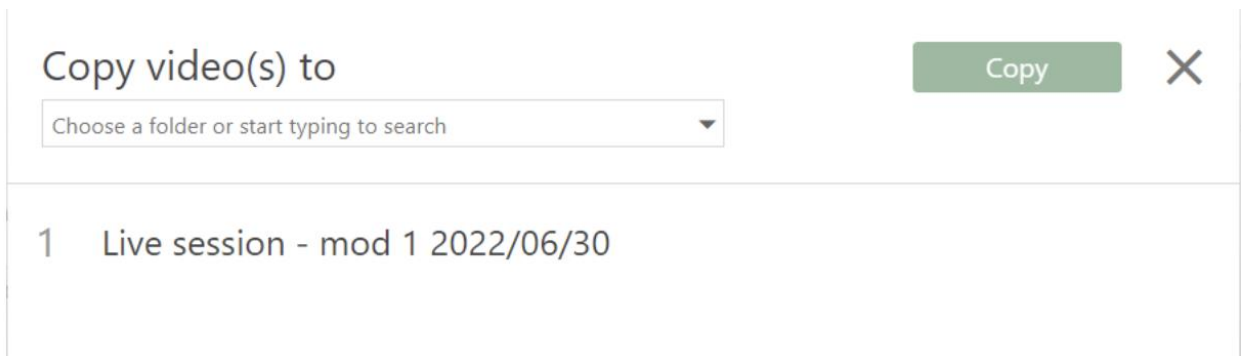 Copy video(s) to
Copy
Choose a folder or start typing to search
1 Live session - mod 1 2022/06/30